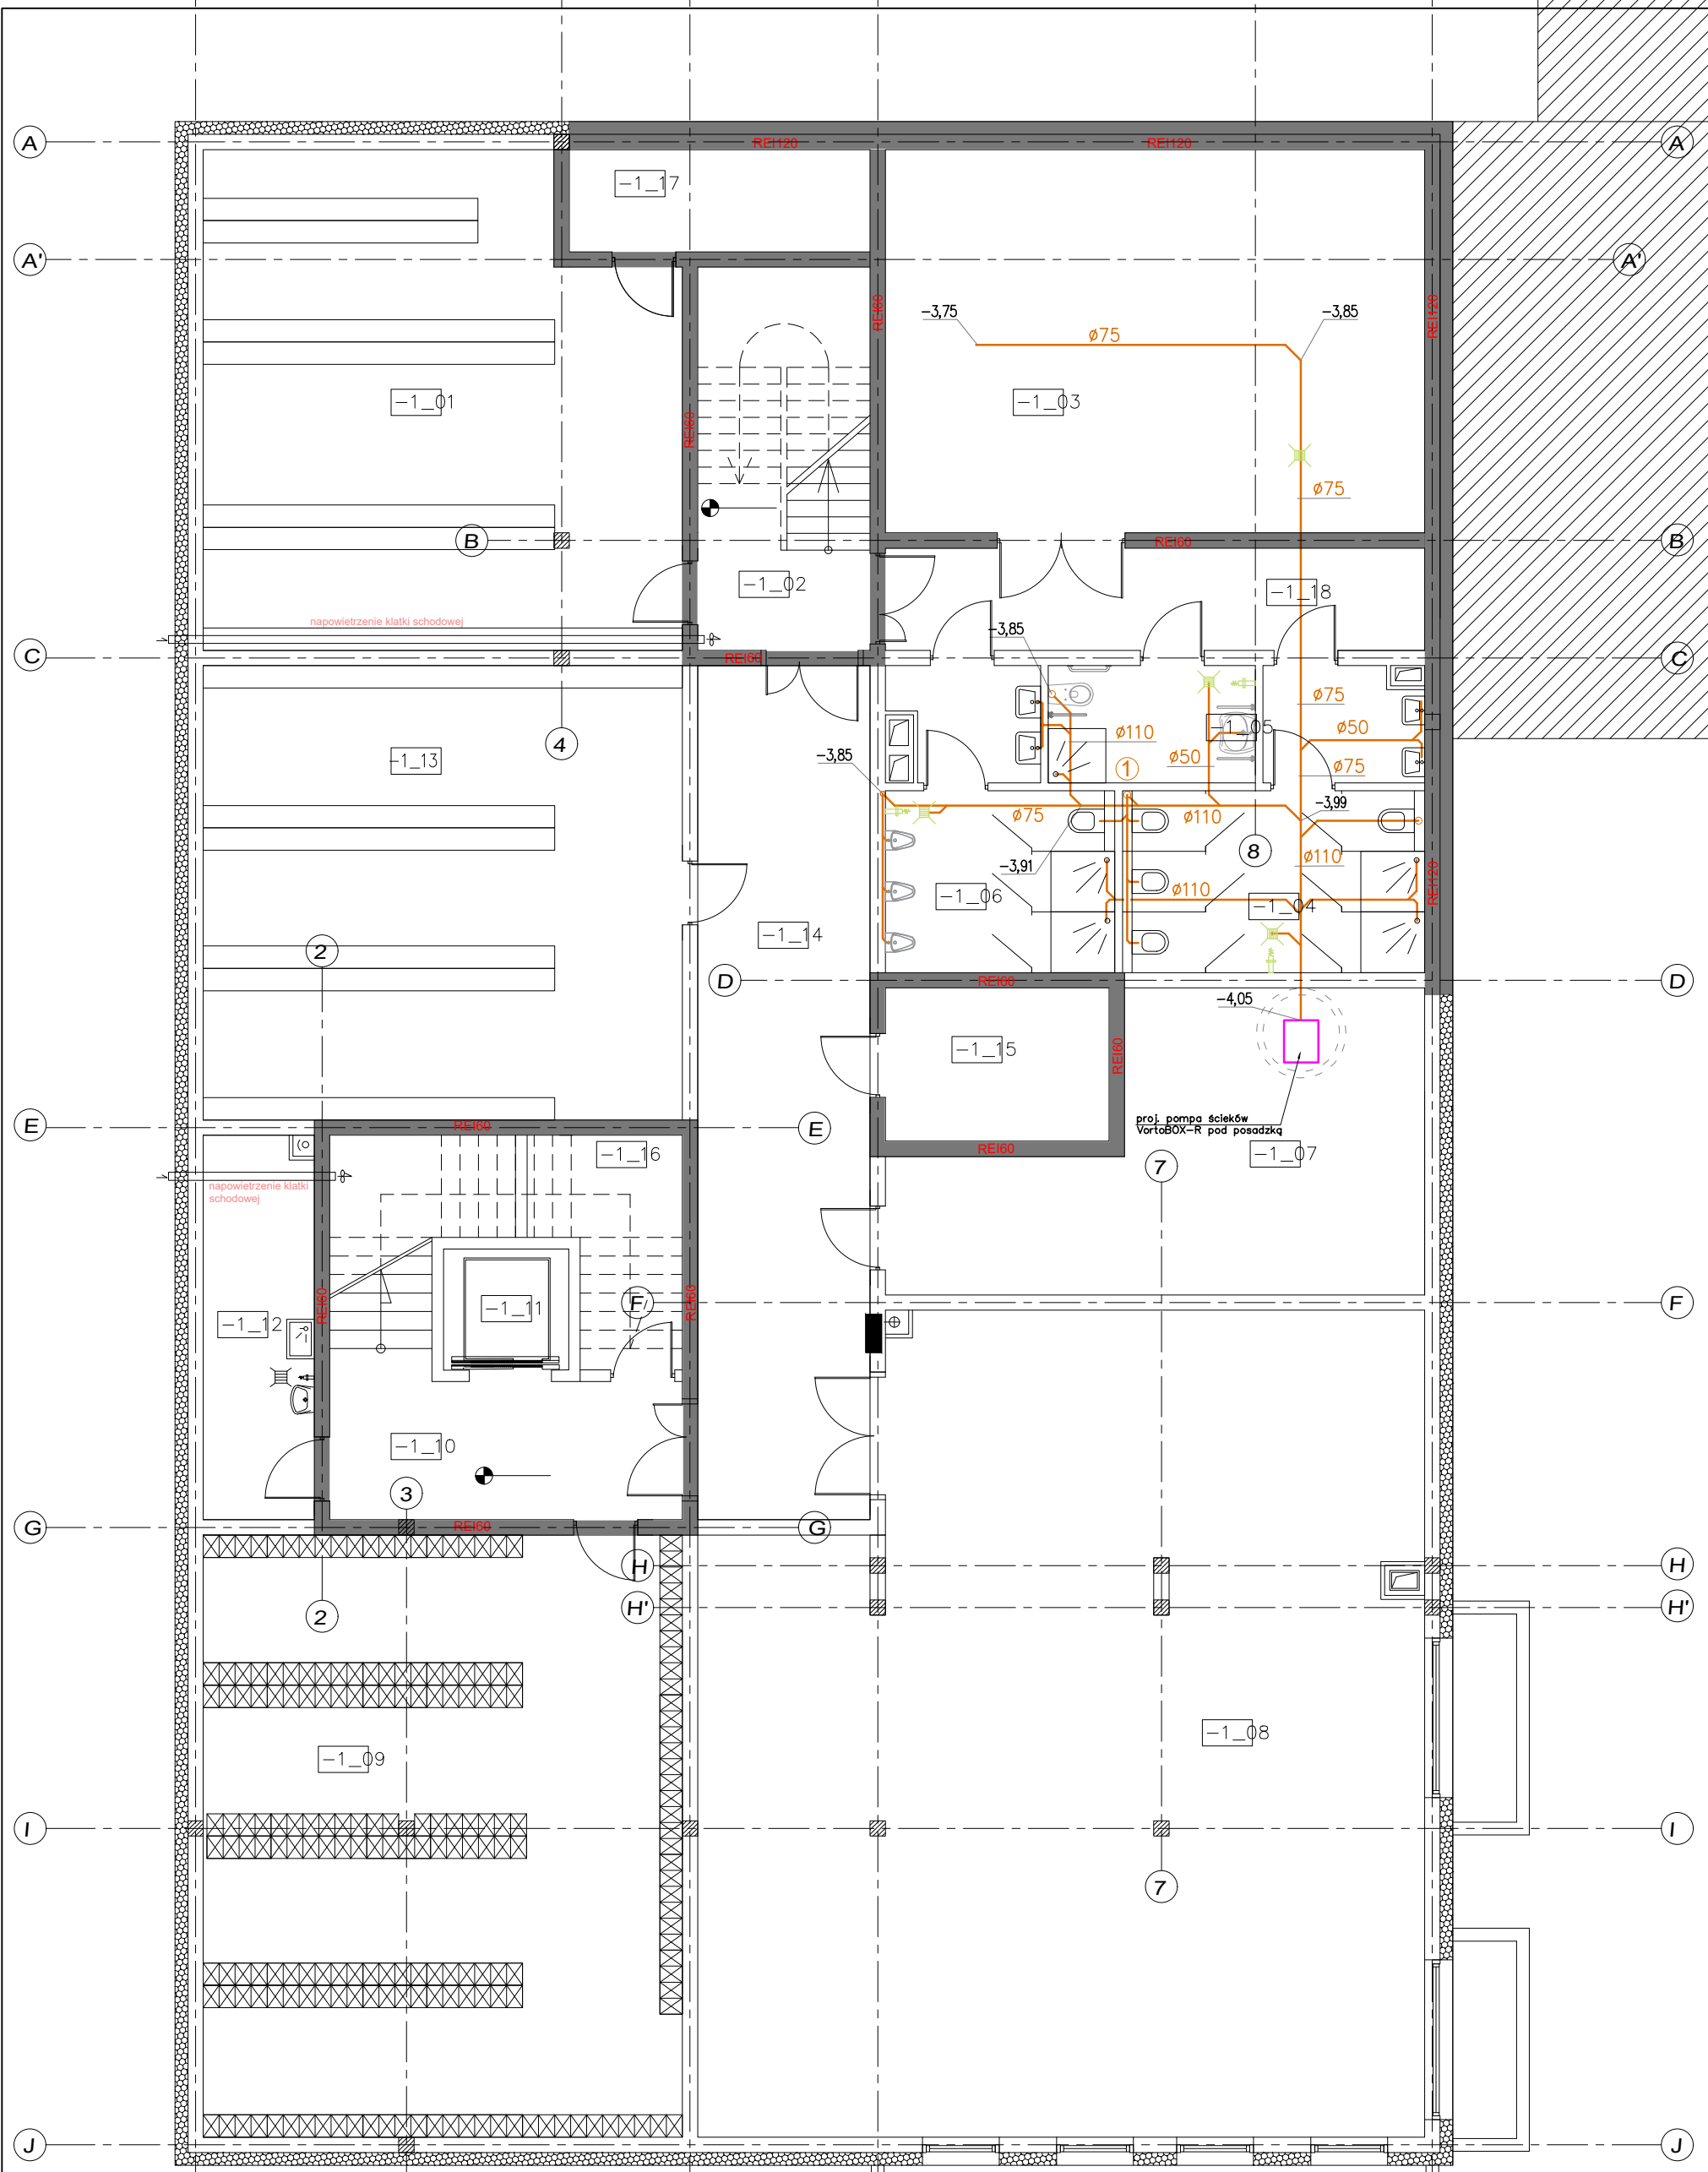 A
REI120
REI120
A
-1_17
A'
A'
REI60
REI120
-3,75
-3,85
ø75
-1_01
-1_03
REI60
ø75
B
REI60
B
-1_02
-1_18
napowietrzenie klatki schodowej
-3,85
C
REI60
C
ø75
-1_05
4
ø110
ø50
-1_13
-3,85
ø50
1
ø75
-3,99
ø75
ø110
8
-3,91
ø110
REI120
-1_06
ø110
-1_04
-1_14
2
D
REI60
D
-4,05
-1_15
REI60
proj. pompa ścieków
VortoBOX-R pod posadzką
E
REI60
E
REI60
-1_16
-1_07
7
napowietrzenie klatki
schodowej
REI60
-1_11
F
REI60
F
-1_12
-1_10
3
G
REI60
G
H
H
2
H'
H'
-1_08
-1_09
I
I
7
J
J